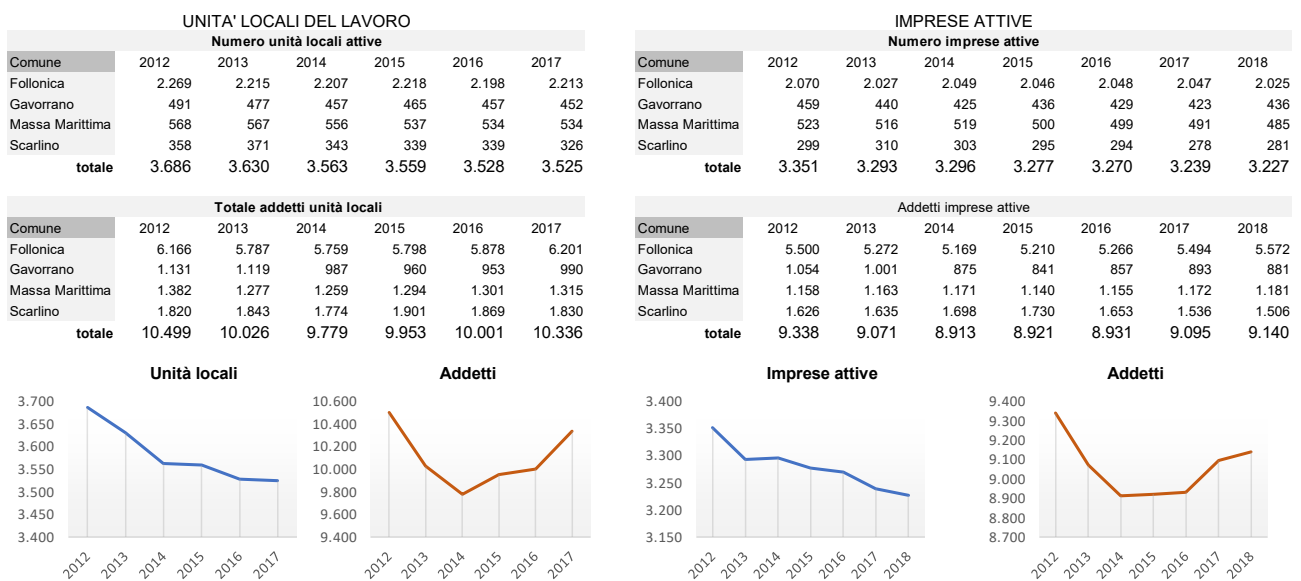 UNITA' LOCALI DEL LAVORO
Numero unità locali attive
Comune 2012 2013 2014 2015 2016 2017
Follonica 2.269 2.215 2.207 2.218 2.198 2.213
Gavorrano 491 477 457 465 457 452
Massa Marittima 568 567 556 537 534 534
Scarlino 358 371 343 339 339 326
totale 3.686 3.630 3.563 3.559 3.528 3.525
Totale addetti unità locali
Comune 2012 2013 2014 2015 2016 2017
Follonica 6.166 5.787 5.759 5.798 5.878 6.201
Gavorrano 1.131 1.119 987 960 953 990
Massa Marittima 1.382 1.277 1.259 1.294 1.301 1.315
Scarlino 1.820 1.843 1.774 1.901 1.869 1.830
totale 10.499 10.026 9.779 9.953 10.001 10.336
IMPRESE ATTIVE
Numero imprese attive
Comune 2012 2013 2014 2015 2016 2017 2018
Follonica 2.070 2.027 2.049 2.046 2.048 2.047 2.025
Gavorrano 459 440 425 436 429 423 436
Massa Marittima 523 516 519 500 499 491 485
Scarlino 299 310 303 295 294 278 281
totale 3.351 3.293 3.296 3.277 3.270 3.239 3.227
Addetti imprese attive
Comune 2012 2013 2014 2015 2016 2017 2018
Follonica 5.500 5.272 5.169 5.210 5.266 5.494 5.572
Gavorrano 1.054 1.001 875 841 857 893 881
Massa Marittima 1.158 1.163 1.171 1.140 1.155 1.172 1.181
Scarlino 1.626 1.635 1.698 1.730 1.653 1.536 1.506
totale 9.338 9.071 8.913 8.921 8.931 9.095 9.140
Unità locali
3.700
3.650
3.600
3.550
3.500
3.450
3.400
2012 2013 2014 2015 2016 2017
Addetti
10.600
10.400
10.200
10.000
9.800
9.600
9.400
2012 2013 2014 2015 2016 2017
Imprese attive
3.400
3.350
3.300
3.250
3.200
3.150
2012 2013 2014 2015 2016 2017 2018
Addetti
9.400
9.300
9.200
9.100
9.000
8.900
8.800
8.700
2012 2013 2014 2015 2016 2017 2018